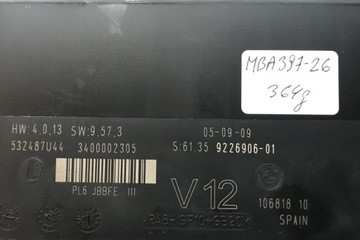 MBA397-26
364g
HW:4.0,13 SW:9,57,3
05-09-09
532487U44 3400002305
S:61,35 9226906-01
PL6 JBBFE III
V12
106818 10
SPAIN